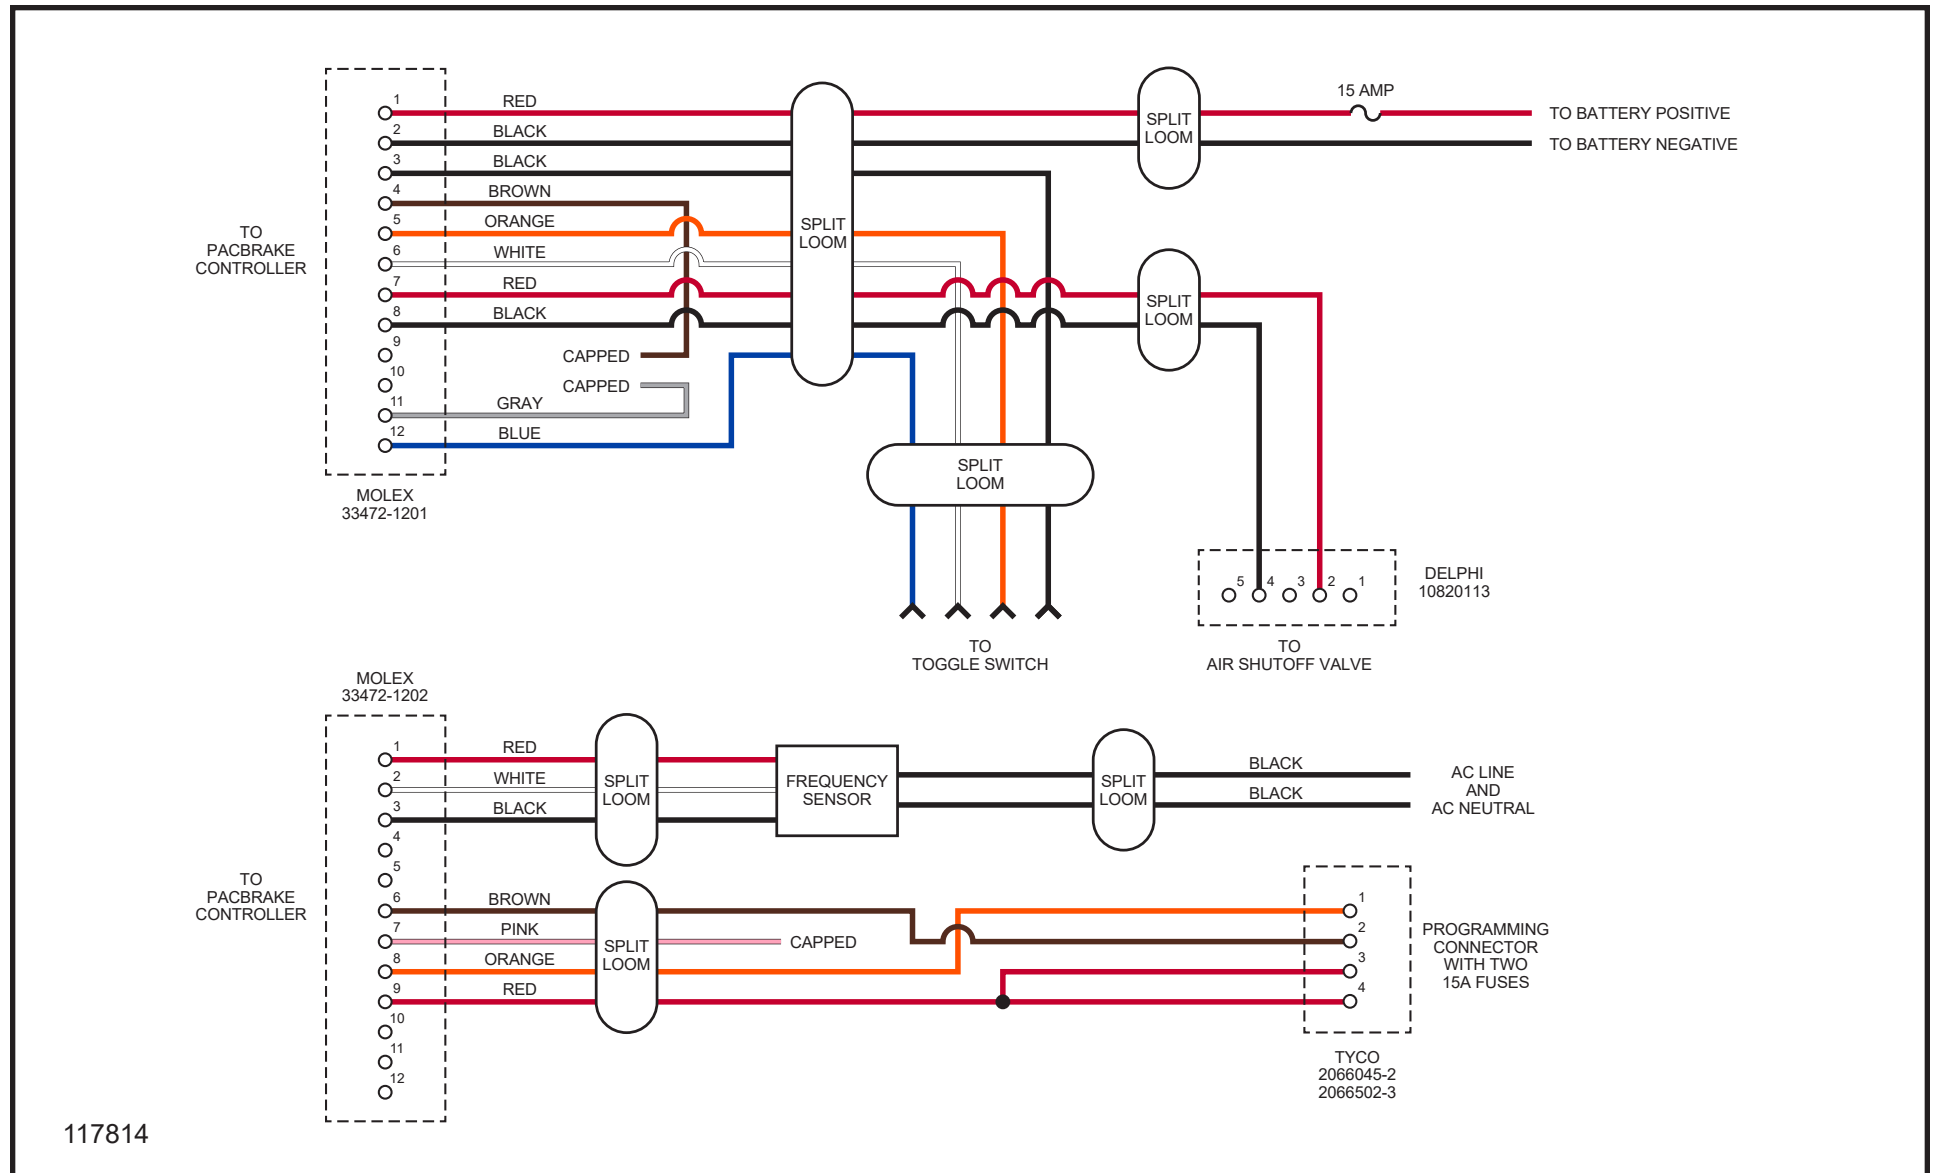 1 RED
2 BLACK
3 BLACK
4 BROWN
5 ORANGE
6 WHITE
7 RED
8 BLACK
9
10
11 GRAY
12 BLUE
CAPPED
CAPPED
TO
PACBRAKE
CONTROLLER
MOLEX
33472-1201
SPLIT
LOOM
SPLIT
LOOM
15 AMP
TO BATTERY POSITIVE
TO BATTERY NEGATIVE
SPLIT
LOOM
SPLIT
LOOM
TO
TOGGLE SWITCH
5 4 3 2 1
DELPHI
10820113
TO
AIR SHUTOFF VALVE
MOLEX
33472-1202
1 RED
2 WHITE
3 BLACK
4
5
6 BROWN
7 PINK
8 ORANGE
9 RED
10
11
12
TO
PACBRAKE
CONTROLLER
SPLIT
LOOM
FREQUENCY
SENSOR
SPLIT
LOOM
BLACK
BLACK
AC LINE
AND
AC NEUTRAL
SPLIT
LOOM
CAPPED
1
2
3
4
PROGRAMMING
CONNECTOR
WITH TWO
15A FUSES
TYCO
2066045-2
2066502-3
117814